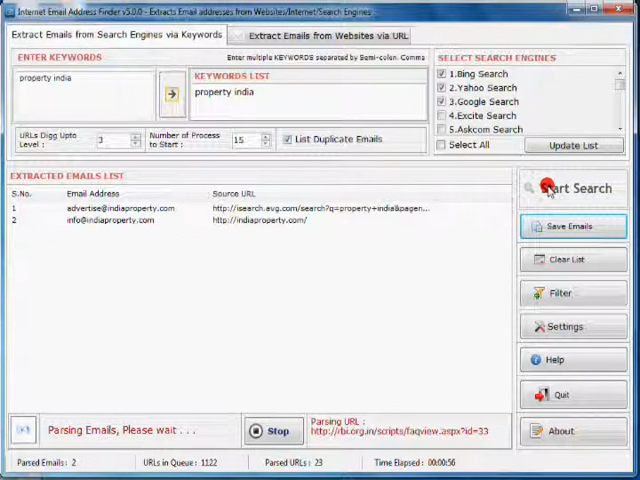 Internet Email Address Finder v5.0.0 - Extracts Email addresses from Websites/Internet/Search Engines
Extract Emails from Search Engines via Keywords
Extract Emails from Websites via URL
ENTER KEYWORDS
Enter multiple KEYWORDS separated by Semi-colon. Comma
property india
KEYWORDS LIST
property india
SELECT SEARCH ENGINES
1.Bing Search
2.Yahoo Search
3.Google Search
4.Excite Search
5.Askcom Search
URLs Digg Upto Level : 3
Number of Process to Start : 15
List Duplicate Emails
Select All
Update List
EXTRACTED EMAILS LIST
S.No. Email Address Source URL
1 advertise@indiaproperty.com http://isearch.avg.com/search?q=property+india&pagen...
2 info@indiaproperty.com http://indiaproperty.com/
Start Search
Save Emails
Clear List
Filter
Settings
Help
Quit
About
Parsing Emails, Please wait . . .
Stop
Parsing URL :
http://rbi.org.in/scripts/faqview.aspx?id=33
Parsed Emails : 2 URLs in Queue : 1122 Parsed URLs : 23 Time Elapsed : 00:00:56